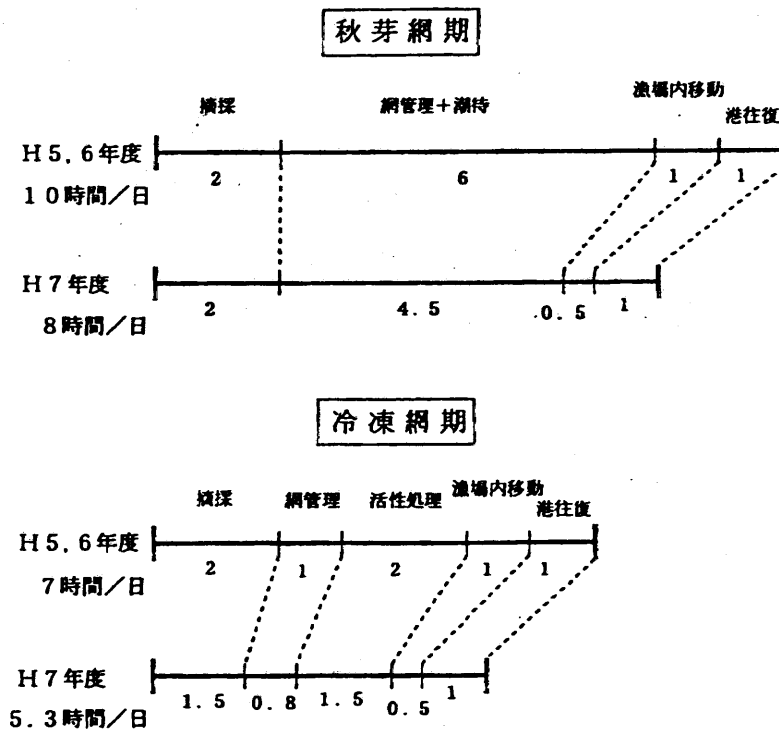 秋芽網期
摘採 網管理+潮待 漁場内移動 港往復
H5,6年度
2 6 1 1
10時間/日
H7年度
2 4.5 0.5 1
8時間/日
冷凍網期
摘採 網管理 活性処理 漁場内移動 港往復
H5,6年度
2 1 2 1 1
7時間/日
H7年度
1.5 0.8 1.5 0.5 1
5.3時間/日